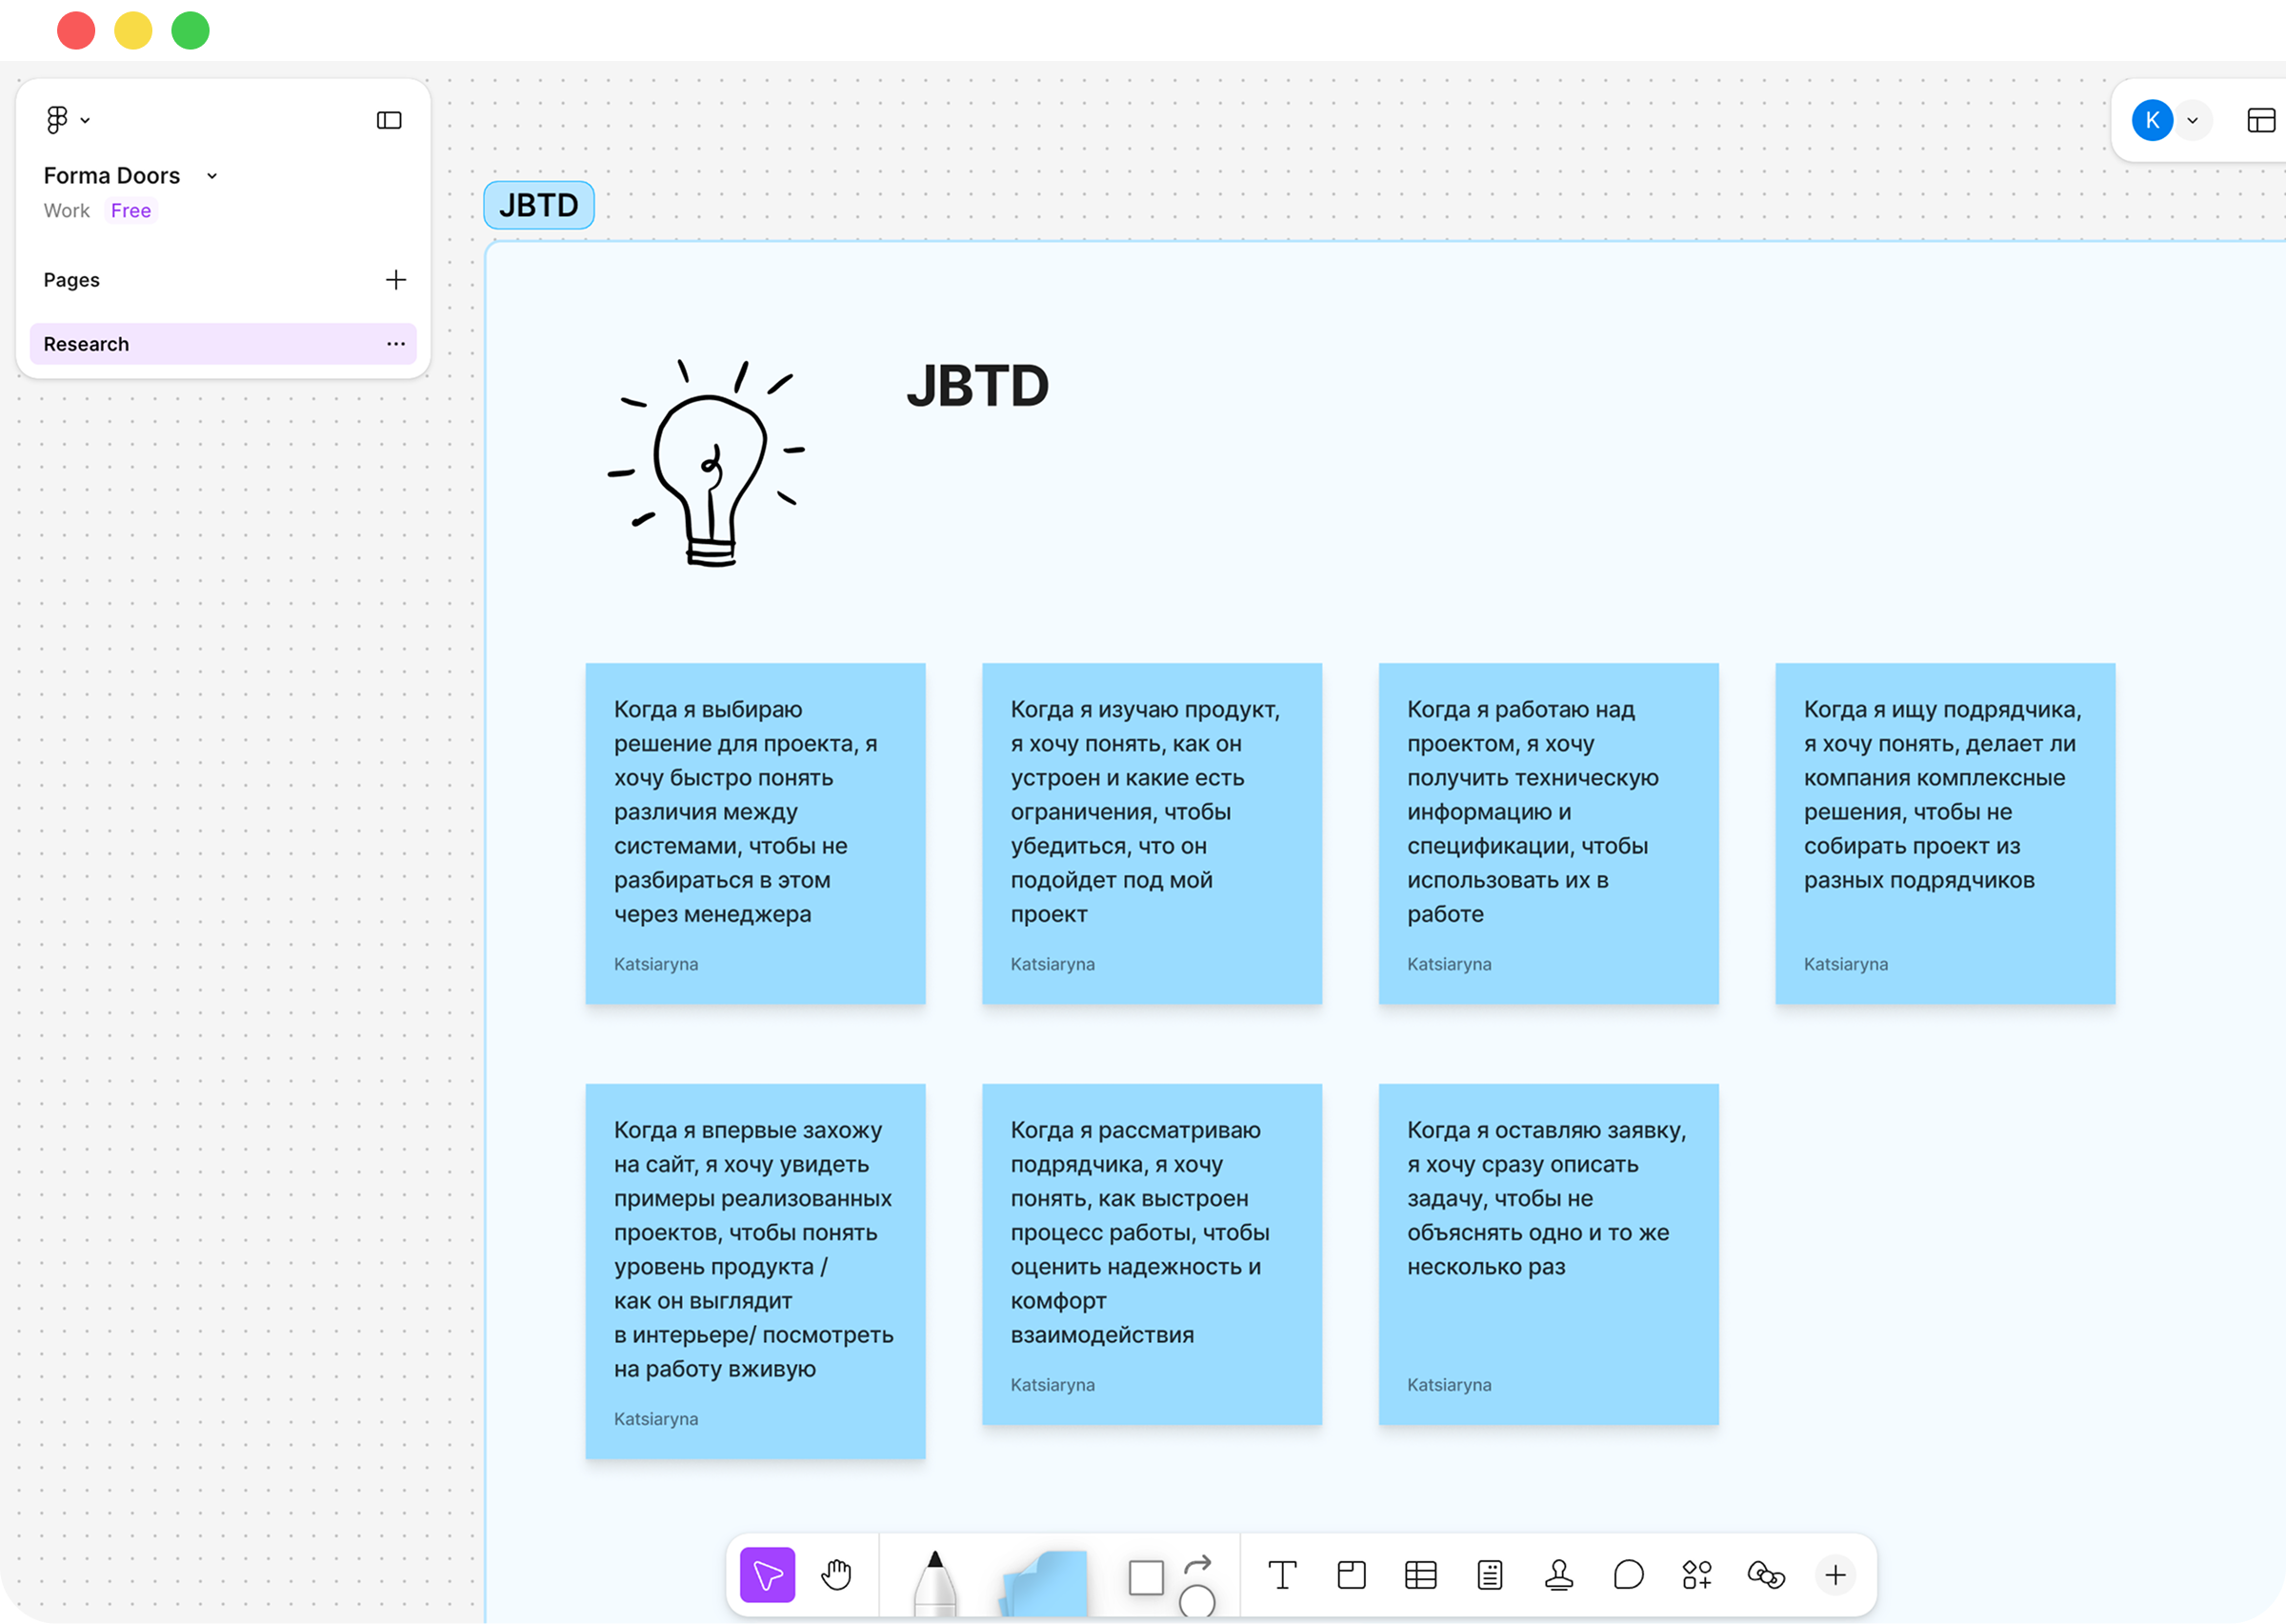 Forma Doors
Work Free
Pages
Research
K
JBTD
JBTD
Когда я выбираю
решение для проекта, я
хочу быстро понять
различия между
системами, чтобы не
разбираться в этом
через менеджера
Katsiaryna
Когда я изучаю продукт,
я хочу понять, как он
устроен и какие есть
ограничения, чтобы
убедиться, что он
подойдет под мой
проект
Katsiaryna
Когда я работаю над
проектом, я хочу
получить техническую
информацию и
спецификации, чтобы
использовать их в
работе
Katsiaryna
Когда я ищу подрядчика,
я хочу понять, делает ли
компания комплексные
решения, чтобы не
собирать проект из
разных подрядчиков
Katsiaryna
Когда я впервые захожу
на сайт, я хочу увидеть
примеры реализованных
проектов, чтобы понять
уровень продукта /
как он выглядит
в интерьере/ посмотреть
на работу вживую
Katsiaryna
Когда я рассматриваю
подрядчика, я хочу
понять, как выстроен
процесс работы, чтобы
оценить надежность и
комфорт
взаимодействия
Katsiaryna
Когда я оставляю заявку,
я хочу сразу описать
задачу, чтобы не
объяснять одно и то же
несколько раз
Katsiaryna